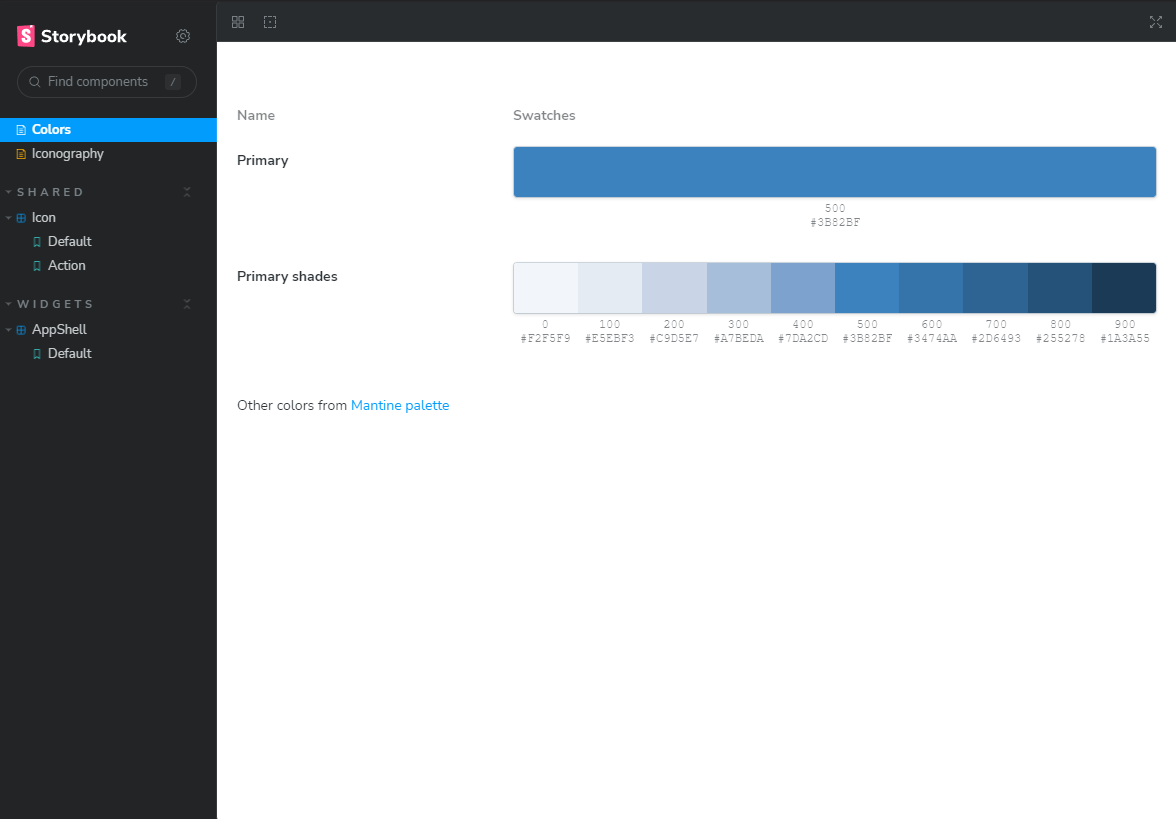 Storybook
Find components /
Colors
Iconography
SHARED
Icon
Default
Action
WIDGETS
AppShell
Default
Name Swatches
Primary
500
#3B82BF
Primary shades
0 100 200 300 400 500 600 700 800 900
#F2F5F9 #E5EBF3 #C9D5E7 #A7BEDA #7DA2CD #3B82BF #3474AA #2D6493 #255278 #1A3A55
Other colors from Mantine palette